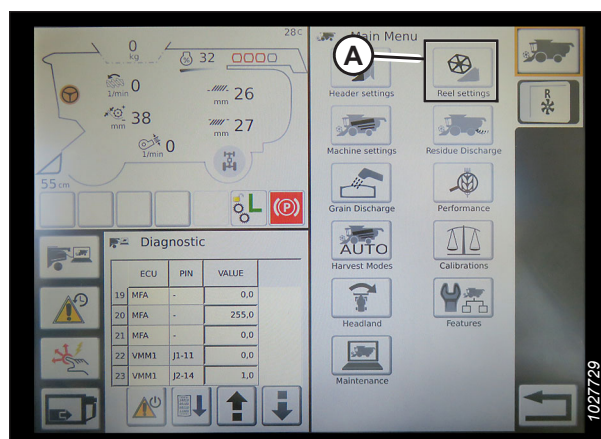 28C
0
kg
32
0
1/min
26
mm
38
mm
27
mm
0
1/min
55 cm
L
(P)
Diagnostic
ECU PIN VALUE
19 MFA - 0,0
20 MFA - 255,0
21 MFA - 0,0
22 VMM1 J1-11 0,0
23 VMM1 J2-14 1,0
Main Menu
A
Header settings
Reel settings
Machine settings
Residue Discharge
Grain Discharge
Performance
AUTO
Harvest Modes
Calibrations
Headland
Features
Maintenance
R
1027729